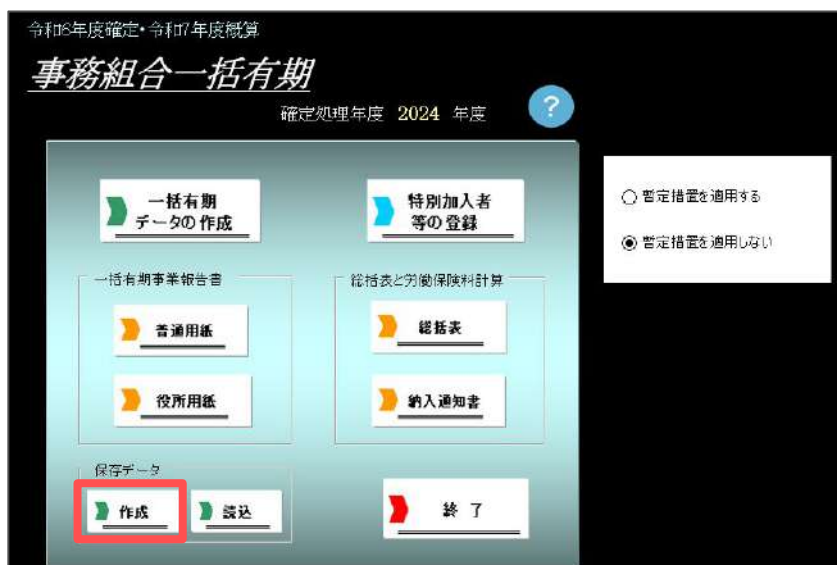 令和6年度確定・令和7年度概算
事務組合一括有期
確定処理年度 2024 年度
?
一括有期
データの作成
特別加入者
等の登録
暫定措置を適用する
暫定措置を適用しない
一括有期事業報告書
普通用紙
役所用紙
総括表と労働保険料計算
総括表
納入通知書
保存データ
作成
読込
終了